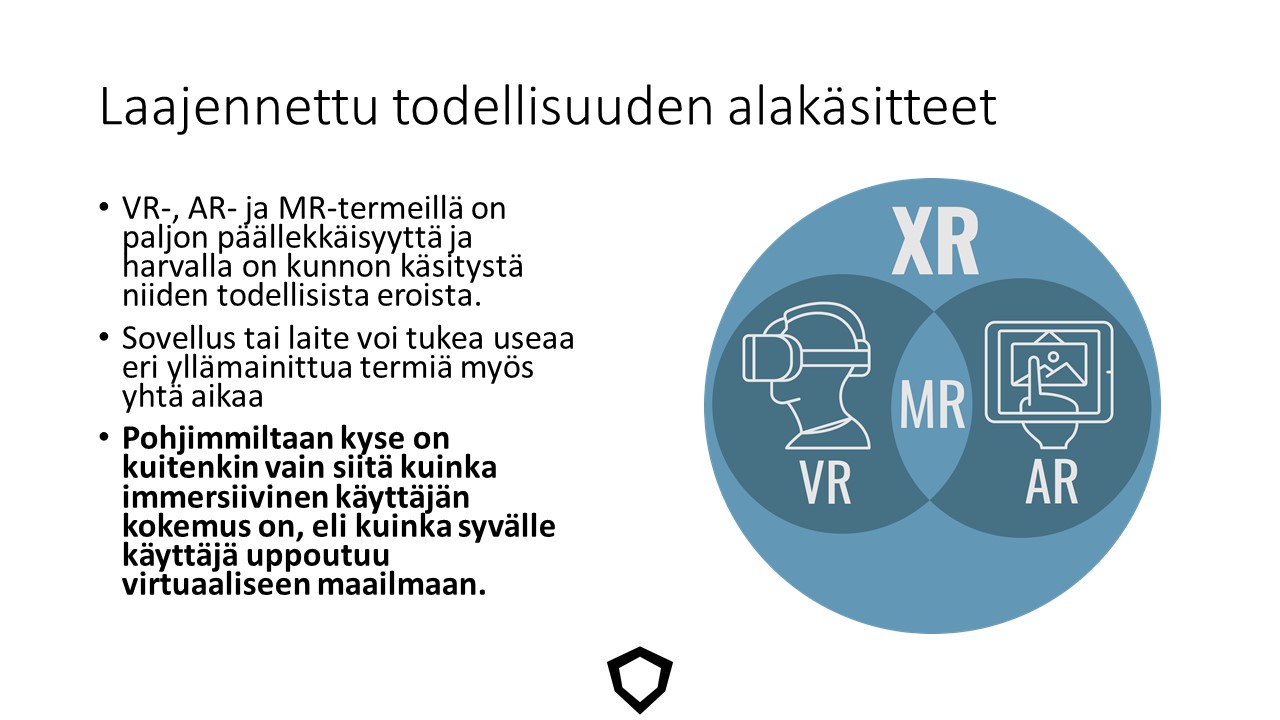 Laajennettu todellisuuden alakäsitteet
• VR-, AR- ja MR-termeillä on
paljon päällekkäisyyttä ja
harvalla on kunnon käsitystä
niiden todellisista eroista.
• Sovellus tai laite voi tukea useaa
eri yllämainittua termiä myös
yhtä aikaa
• Pohjimmiltaan kyse on
kuitenkin vain siitä kuinka
immersiivinen käyttäjän
kokemus on, eli kuinka syvälle
käyttäjä uppoutuu
virtuaaliseen maailmaan.
XR
MR
VR
AR